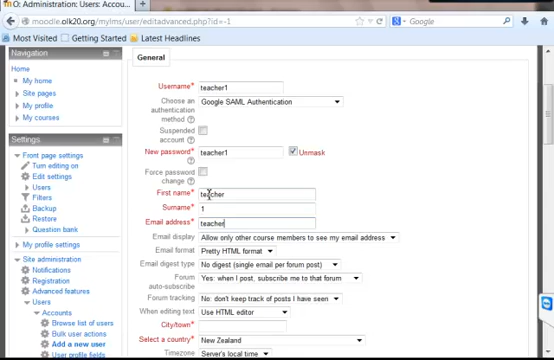 O: Administration: Users: Accou...
moodle.olk20.org/mylms/user/editadvanced.php?id=-1
Google
Most Visited Getting Started Latest Headlines
Navigation
Home
My home
Site pages
My profile
My courses
Settings
Front page settings
Turn editing on
Edit settings
Users
Filters
Backup
Restore
Question bank
My profile settings
Site administration
Notifications
Registration
Advanced features
Users
Accounts
Browse list of users
Bulk user actions
Add a new user
User profile fields
General
Username* teacher1
Choose an authentication method Google SAML Authentication
Suspended account
New password* teacher1 Unmask
Force password change
First name* teacher
Surname* 1
Email address* teacher
Email display Allow only other course members to see my email address
Email format Pretty HTML format
Email digest type No digest (single email per forum post)
Forum auto-subscribe Yes: when I post, subscribe me to that forum
Forum tracking No: don't keep track of posts I have seen
When editing text Use HTML editor
City/town*
Select a country* New Zealand
Timezone Server's local time